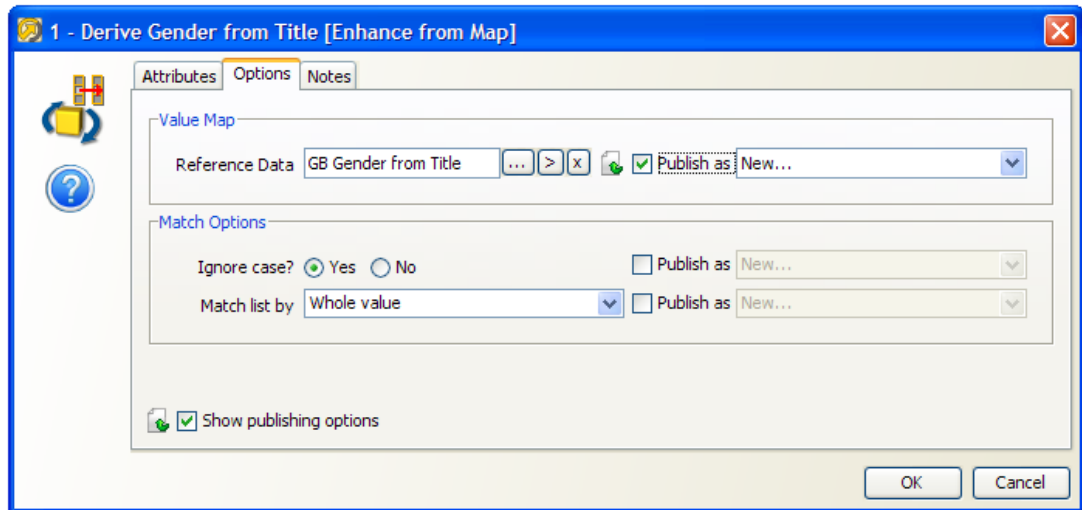 1 - Derive Gender from Title [Enhance from Map]
Attributes Options Notes
Value Map
Reference Data GB Gender from Title ... > x Publish as New...
Match Options
Ignore case? Yes No Publish as New...
Match list by Whole value Publish as New...
Show publishing options
OK Cancel